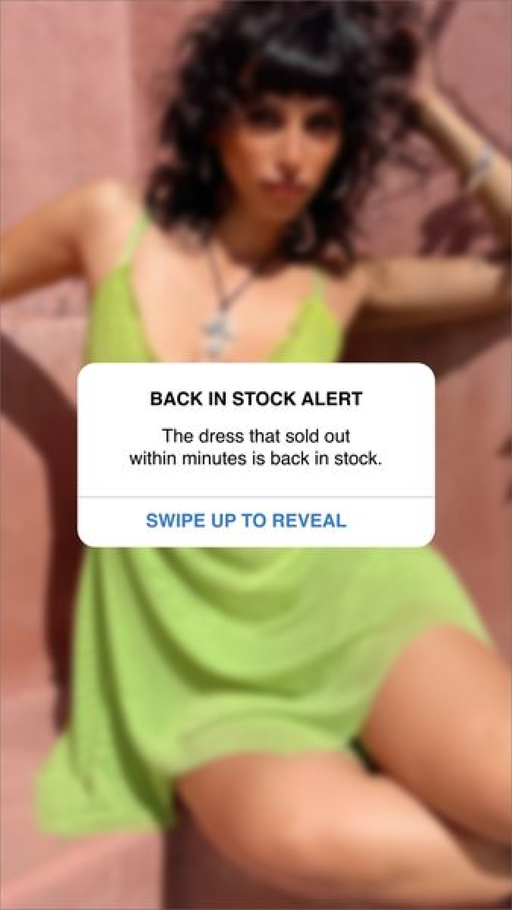 BACK IN STOCK ALERT
The dress that sold out
within minutes is back in stock.
SWIPE UP TO REVEAL